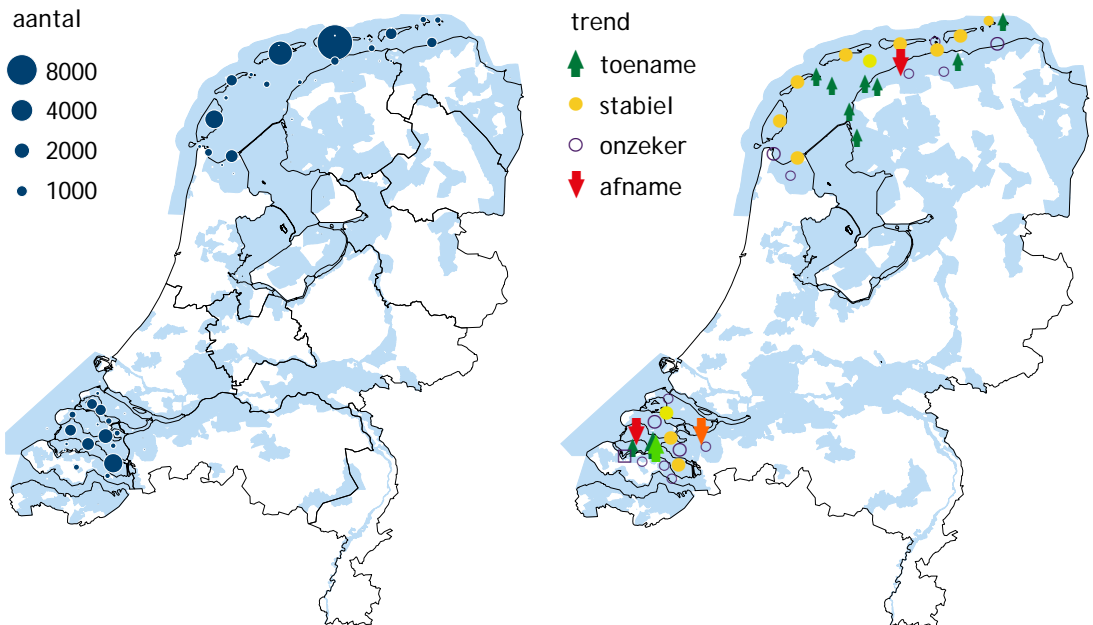 aantal
8000
4000
2000
1000
trend
toename
stabiel
onzeker
afname